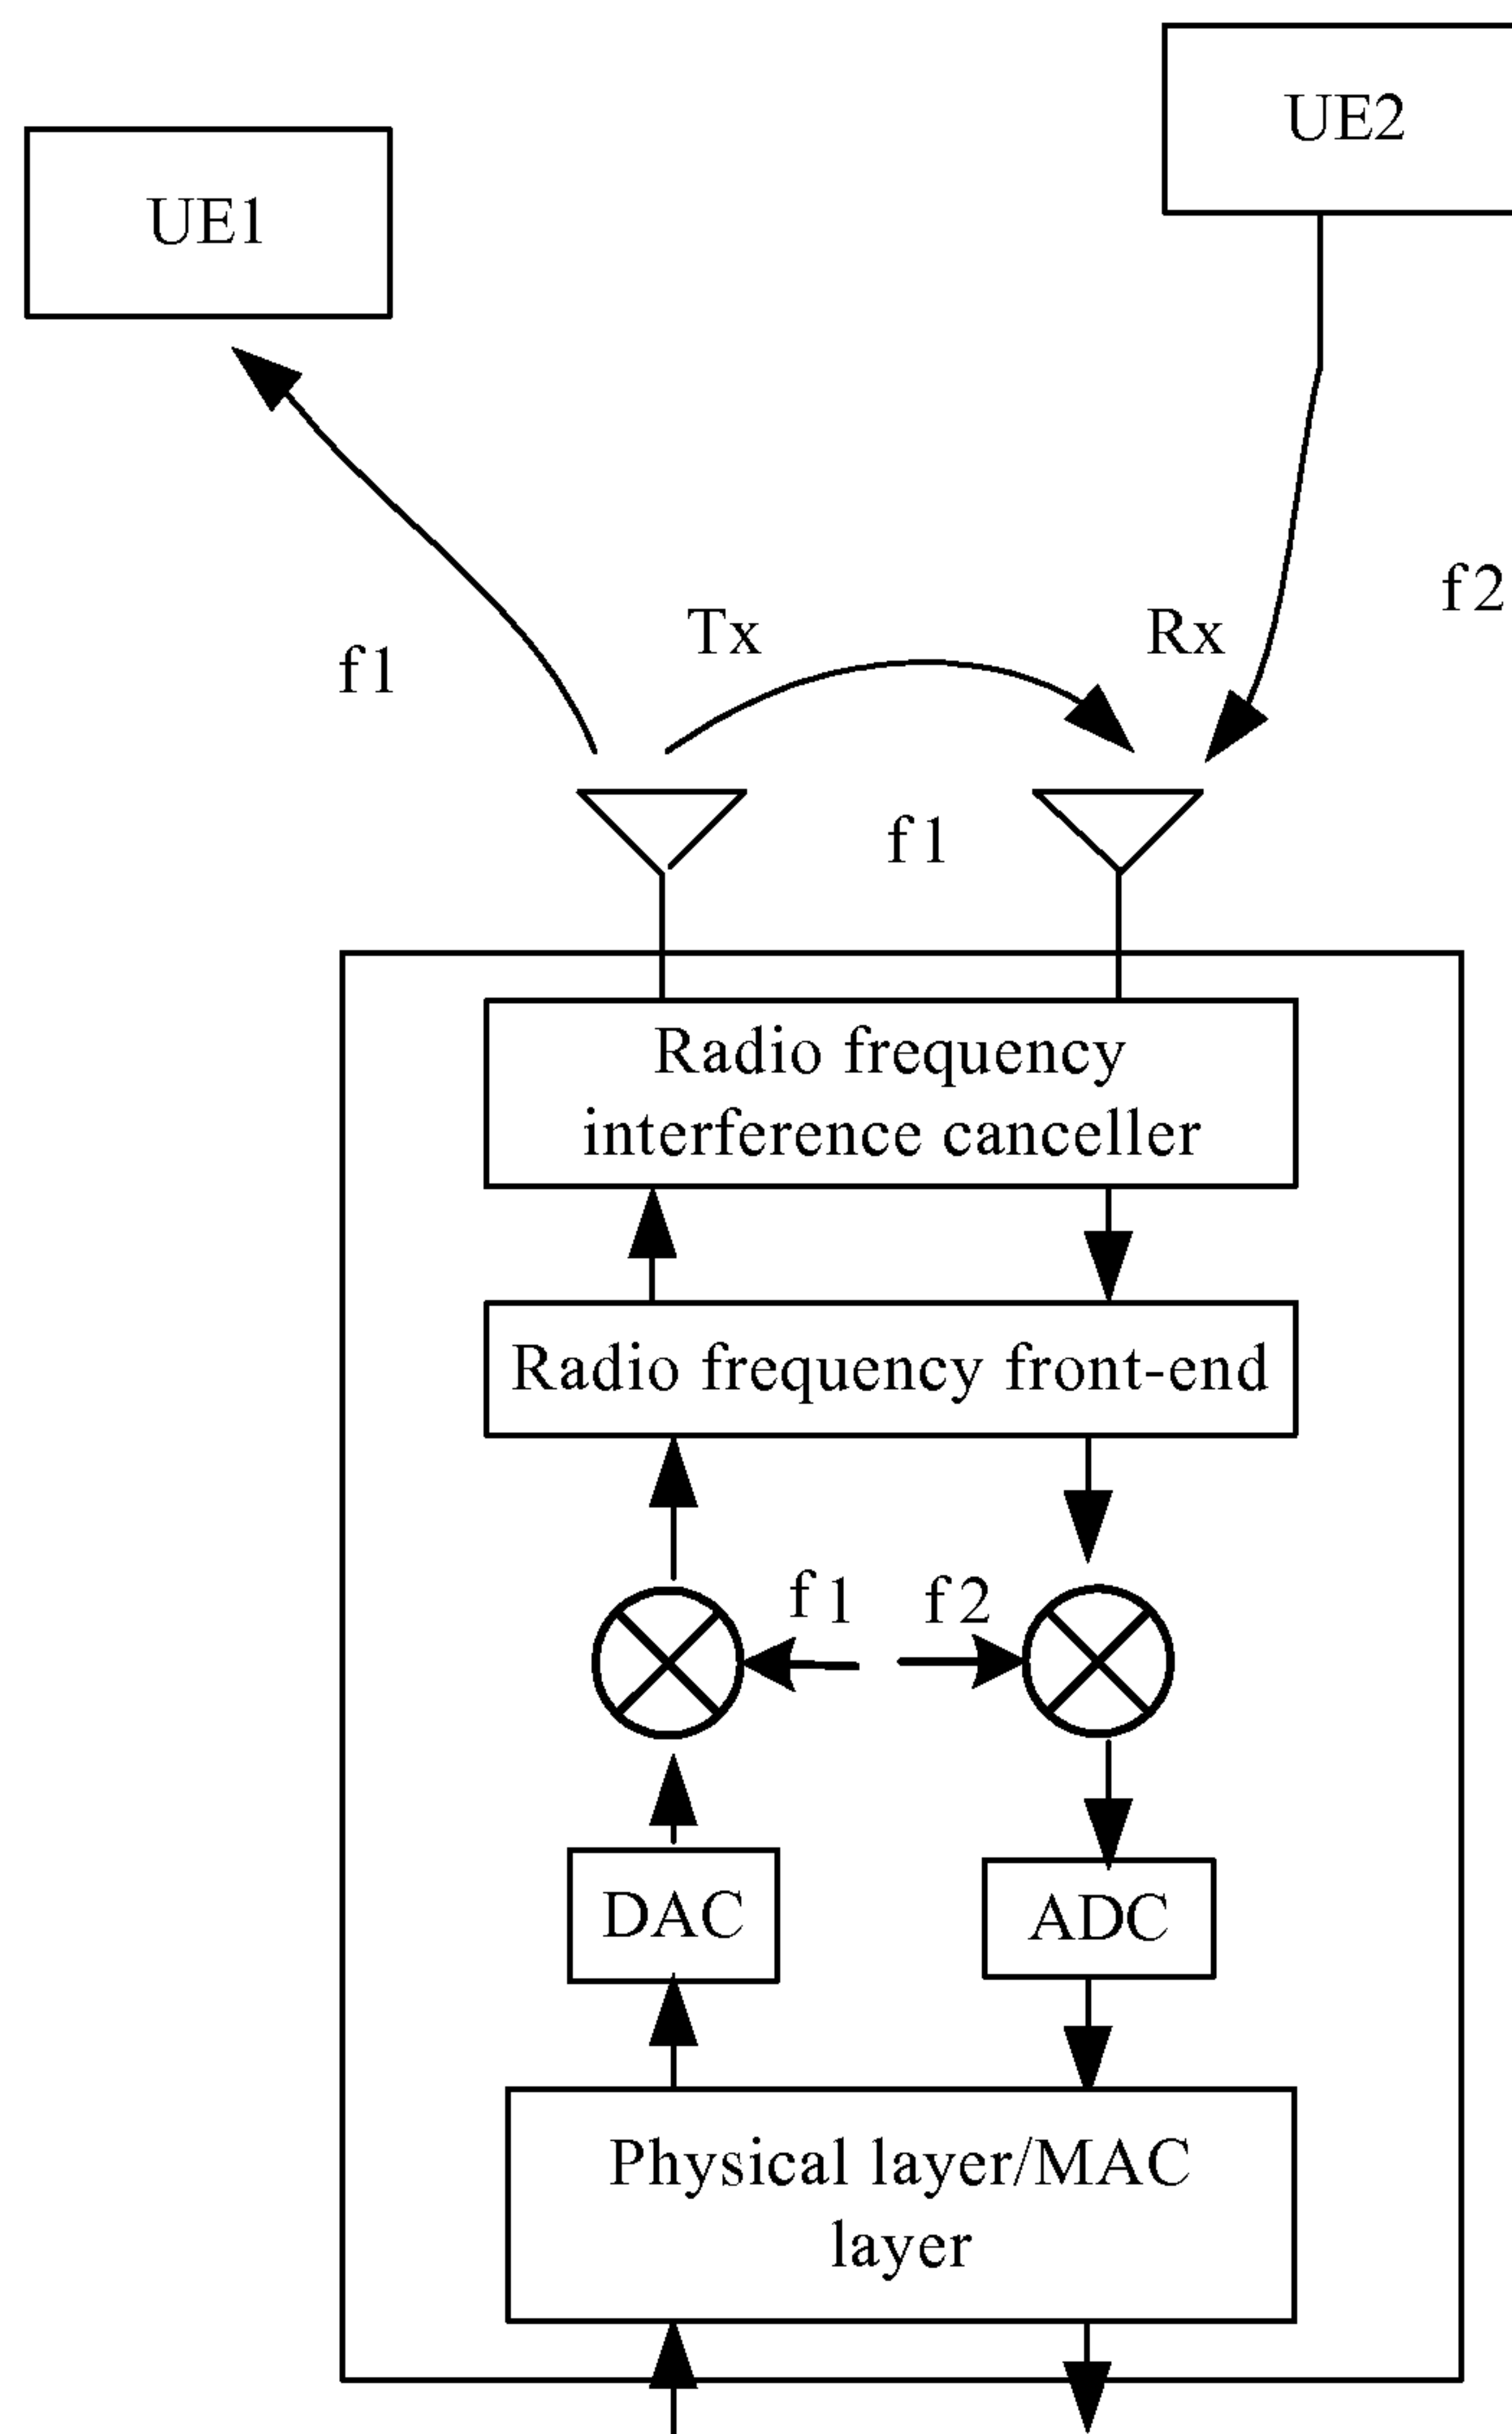 UE2
UE1
f2
Tx
Rx
f1
f1
Radio frequency
interference canceller
Radio frequency front-end
f1
f2
DAC
ADC
Physical layer/MAC
layer